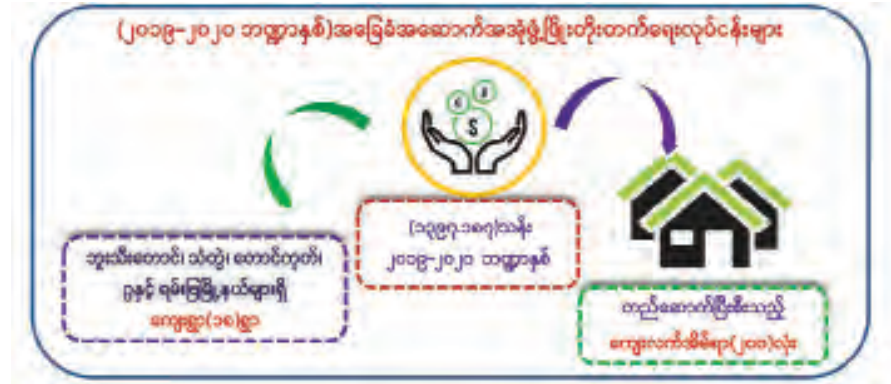 (၂၀၁၉-၂၀၂၀ ဘဏ္ဍာနှစ်)အခြေခံအဆောက်အအုံဖွံ့ဖြိုးတိုးတက်ရေးလုပ်ငန်းများ
$
(၁၃၉၇.၁၈၇)သန်း
၂၀၁၉-၂၀၂၀ ဘဏ္ဍာနှစ်
ဘူးသီးတောင်၊ သံတွဲ၊ တောင်ကုတ်၊
ဂွနှင့် ရမ်းဗြဲမြို့နယ်များရှိ
ကျေးရွာ(၁၈)ရွာ
တည်ဆောက်ပြီးစီးသည့်
ကျေးလက်အိမ်ရာ(၂၀၀)လုံး